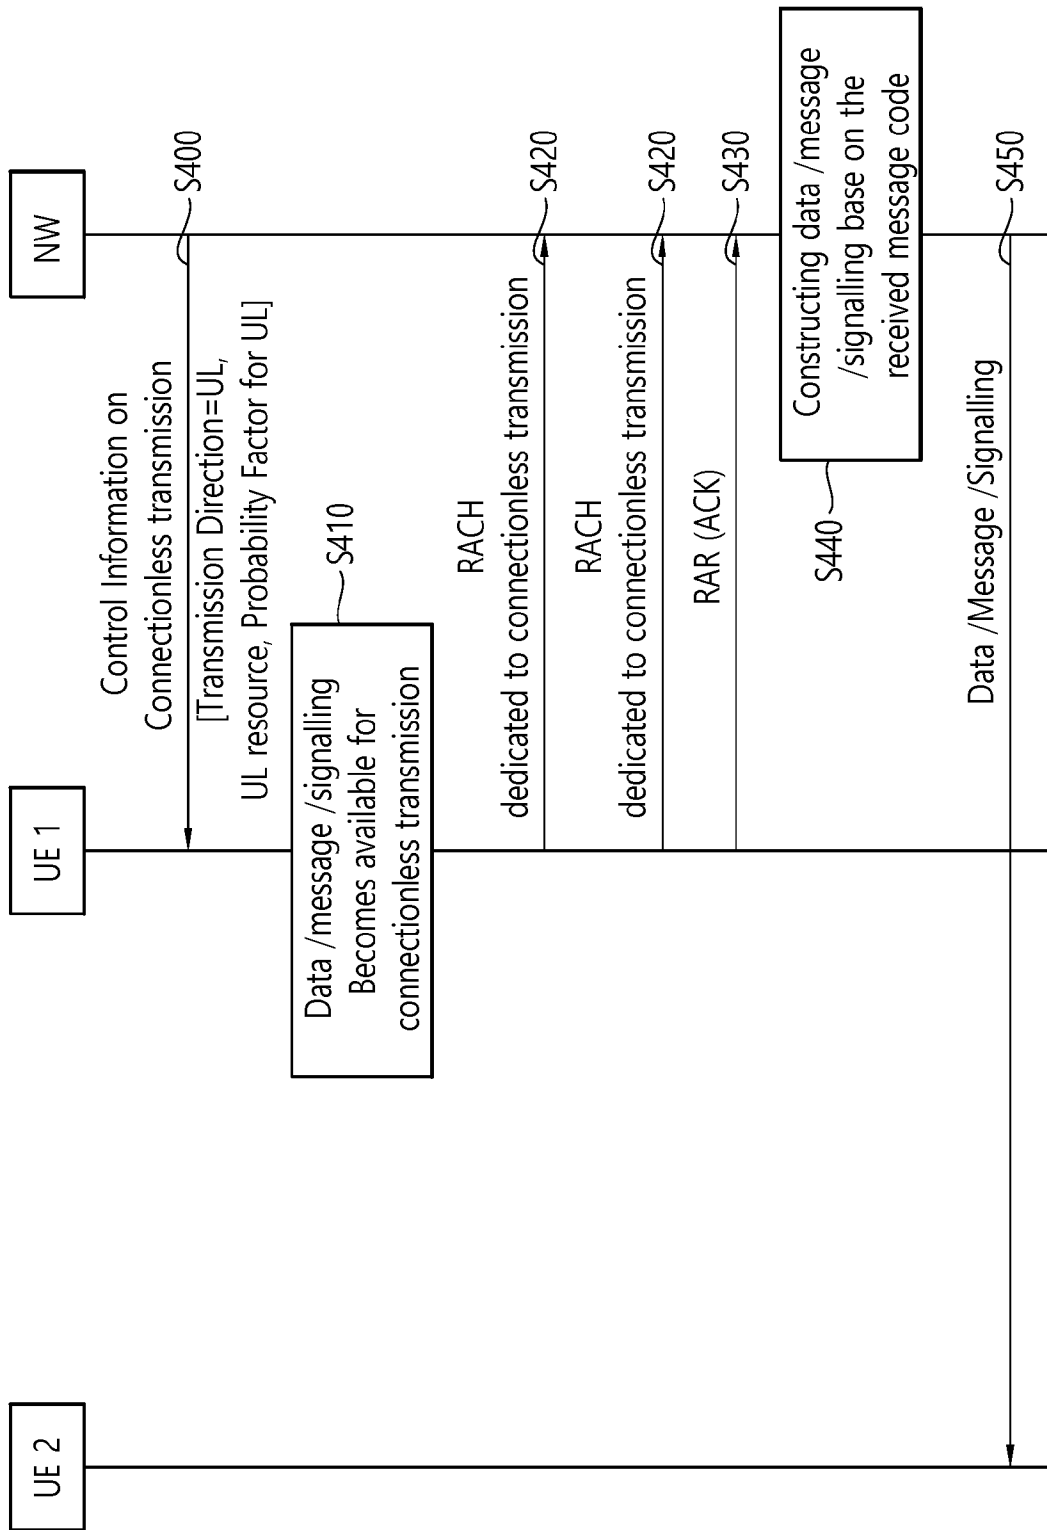 UE 2
UE 1
NW
Control Information on
Connectionless transmission
S400
[Transmission Direction=UL,
UL resource, Probability Factor for UL]
Data /message /signalling
Becomes available for
connectionless transmission
S410
RACH
dedicated to connectionless transmission
S420
RACH
dedicated to connectionless transmission
S420
RAR (ACK)
S430
Constructing data /message
/signalling base on the
received message code
S440
Data /Message /Signalling
S450